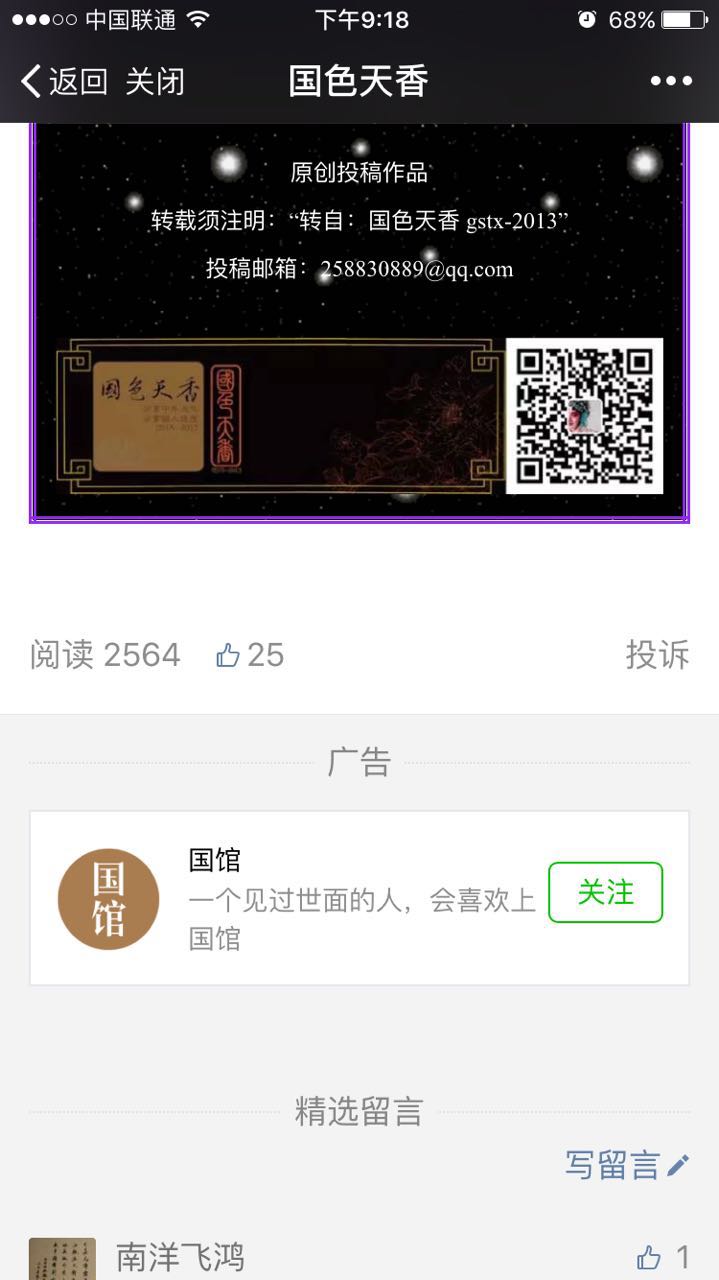 中国联通
下午9:18
68%
返回 关闭
国色天香
原创投稿作品
转载须注明：“转自：国色天香 gstx-2013”
投稿邮箱：258830889@qq.com
国色天香
國色天香
阅读 2564
25
投诉
广告
国馆
国馆
一个见过世面的人，会喜欢上
国馆
关注
精选留言
写留言
南洋飞鸿
1